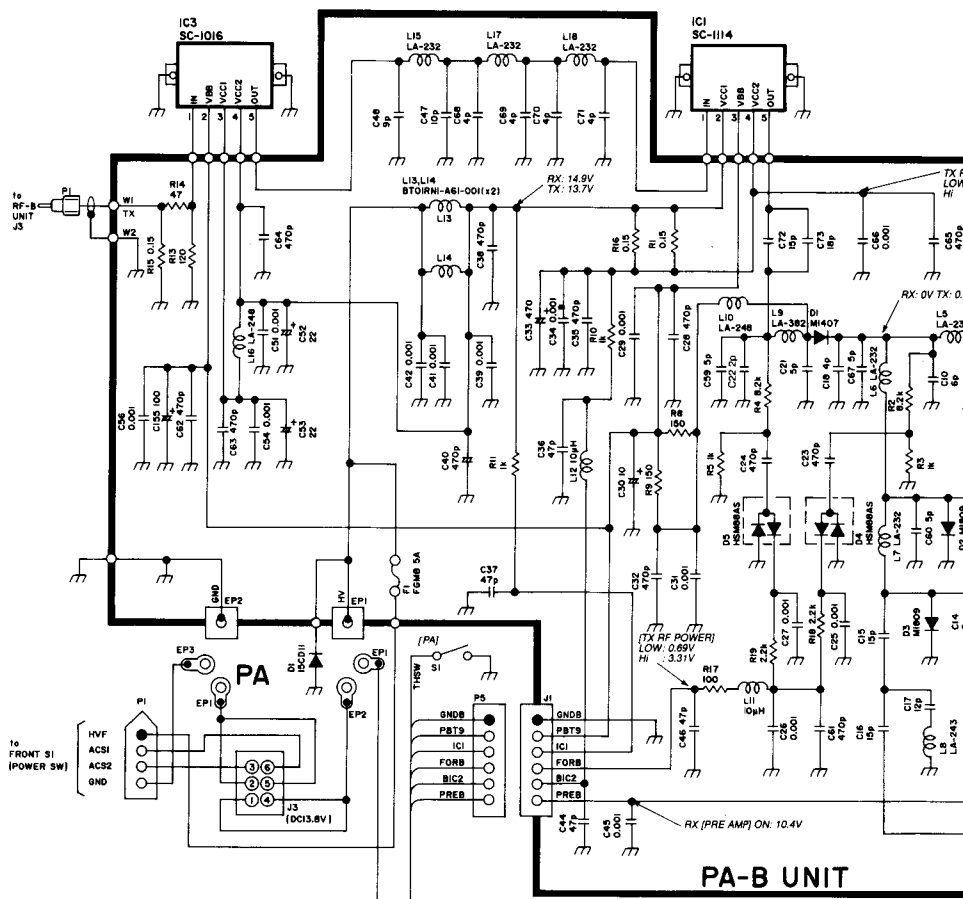 IC3
SC-1016
IN
VBB
VCC1
VCC2
OUT
1 2 3 4 5
L15
LA-232
L17
LA-232
L18
LA-232
C48
9p
C47
10p
C68
4p
C69
4p
C70
4p
C71
4p
IC1
SC-1114
IN
VCC1
VBB
VCC2
OUT
1 2 3 4 5
to
RF-B
UNIT
J3
P1
W1
TX
W2
R14
47
R15 0.15
R13
120
C64
470p
L13,L14
BT01RN1-A61-001(x2)
L13
L14
C38 470p
RX: 14.9V
TX: 13.7V
R16
0.15
R1
0.15
C72
15p
C73
18p
C66
0.001
C65
470p
TX
LOW
Hi
L16 LA-248
C51 0.001
C52
22
C56
0.001
C155 100
C62
470p
C63 470p
C54 0.001
C53
22
C42 0.001
C41 0.001
C39 0.001
C40
470p
R11
1k
C33 470
C34 0.001
C35 470p
R10
1k
C29 0.001
C28 470p
C36
47p
L12 10μH
C30 10
R9 150
R8
150
C32
470p
C31
0.001
L10
LA-248
L9
LA-382
D1
MI407
C59 5p
C22 2p
R4 8.2k
C21
5p
C18 4p
C67 5p
L6 LA-232
RX: 0V TX: 0.
L5
LA-23
C10
6p
R2
8.2k
R3
1k
R5 1k
C24
470p
C23
470p
D5
HSM88AS
D4
HSM88AS
L7 LA-232
C60 5p
D2 MI809
D3
MI809
C14
C15
15p
C16
15p
C17
12p
L8
LA-243
C27 0.001
R19
2.2k
R18 2.2k
C25 0.001
GND
EP2
HV
EP1
F1
FGMB 5A
C37
47p
D1
15CD11
[TX RF POWER]
LOW: 0.69V
Hi : 3.31V
R17
100
L11
10μH
C46 47p
C26
0.001
C61
470p
EP3
PA
EP1
EP1
EP2
[PA]
THSW
S1
to
FRONT S1
(POWER SW)
P1
HVF
ACS1
ACS2
GND
3 6
2 5
1 4
J3
(DC13.8V)
P5
GNDB
PBT9
IC1
FORB
BIC2
PREB
J1
GNDB
PBT9
IC1
FORB
BIC2
PREB
C44
47p
C45
0.001
RX [PRE AMP] ON: 10.4V
PA-B UNIT